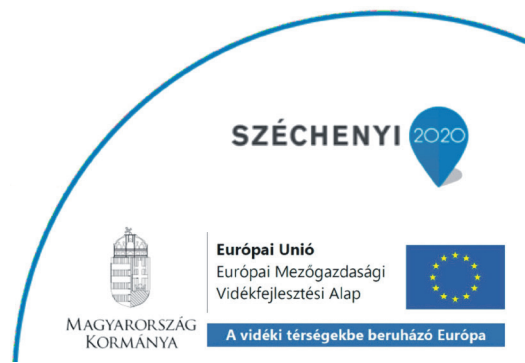 SZÉCHENYI 2020
Európai Unió
Európai Mezőgazdasági
Vidékfejlesztési Alap
MAGYARORSZÁG
KORMÁNYA
A vidéki térségekbe beruházó Európa